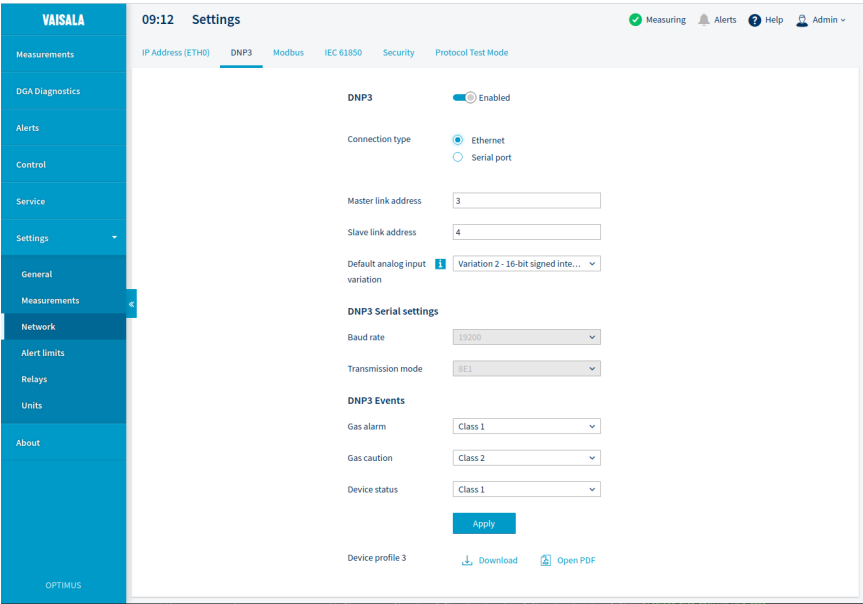 VAISALA
09:12 Settings
Measuring Alerts Help Admin
Measurements
DGA Diagnostics
Alerts
Control
Service
Settings
General
Measurements
Network
Alert limits
Relays
Units
About
OPTIMUS
IP Address (ETH0) DNP3 Modbus IEC 61850 Security Protocol Test Mode
DNP3 Enabled
Connection type Ethernet
Serial port
Master link address 3
Slave link address 4
Default analog input Variation 2 - 16-bit signed inte...
variation
DNP3 Serial settings
Baud rate 19200
Transmission mode 8E1
DNP3 Events
Gas alarm Class 1
Gas caution Class 2
Device status Class 1
Apply
Device profile 3 Download Open PDF